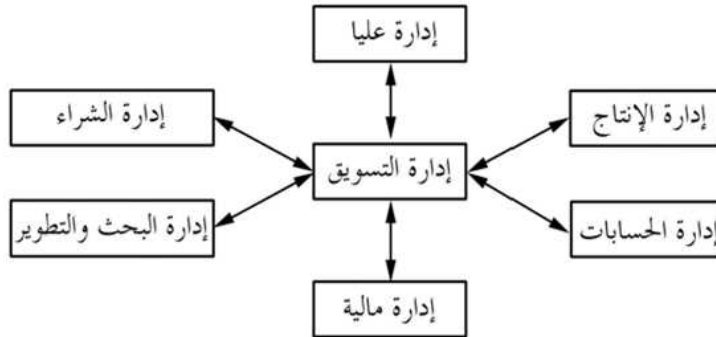 إدارة عليا
إدارة الإنتاج
إدارة الشراء
إدارة التسويق
إدارة الحسابات
إدارة البحث والتطوير
إدارة مالية